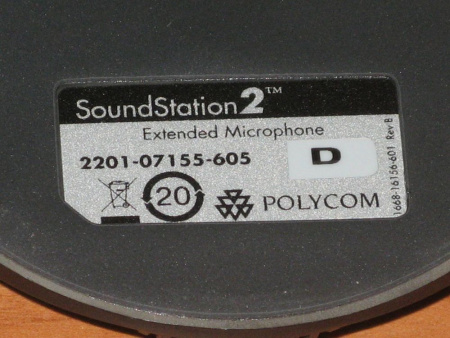 SoundStation2™
Extended Microphone
2201-07155-605 D
20 POLYCOM
1668-16156-601 Rev B